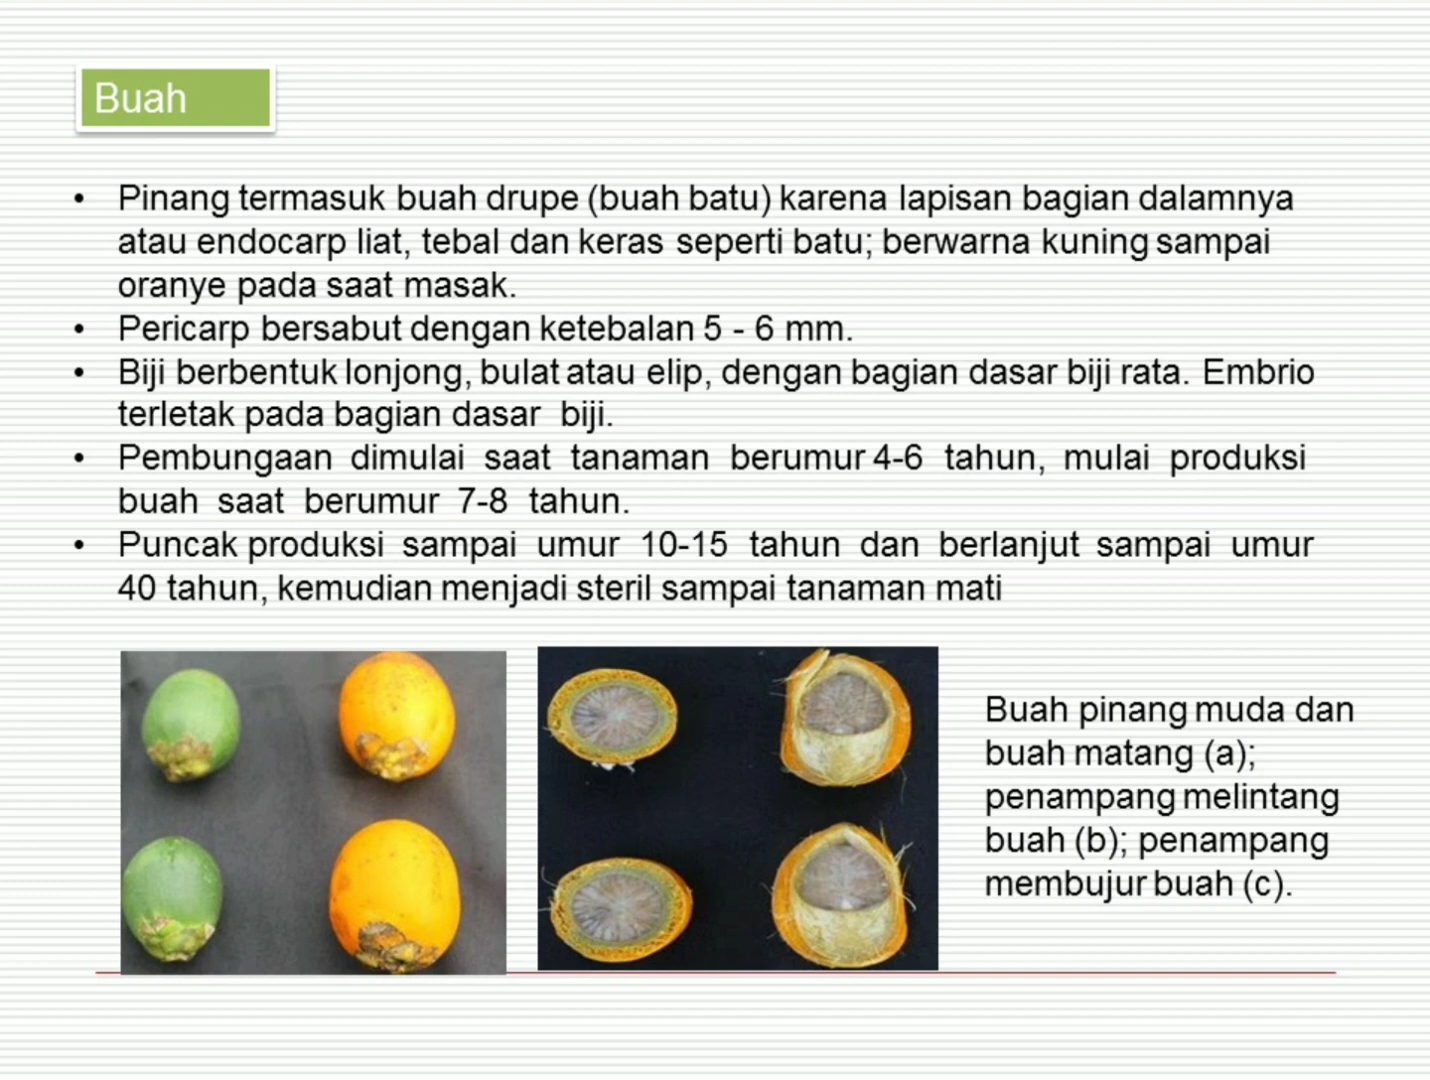 Buah
• Pinang termasuk buah drupe (buah batu) karena lapisan bagian dalamnya
atau endocarp liat, tebal dan keras seperti batu; berwarna kuning sampai
oranye pada saat masak.
• Pericarp bersabut dengan ketebalan 5 - 6 mm.
• Biji berbentuk lonjong, bulat atau elip, dengan bagian dasar biji rata. Embrio
terletak pada bagian dasar biji.
• Pembungaan dimulai saat tanaman berumur 4-6 tahun, mulai produksi
buah saat berumur 7-8 tahun.
• Puncak produksi sampai umur 10-15 tahun dan berlanjut sampai umur
40 tahun, kemudian menjadi steril sampai tanaman mati
Buah pinang muda dan
buah matang (a);
penampang melintang
buah (b); penampang
membujur buah (c).